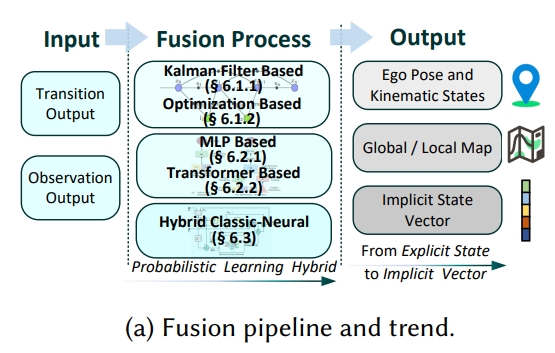 Input
Fusion Process
Output
Transition
Output
Observation
Output
Kalman Filter Based
(§ 6.1.1)
Optimization Based
(§ 6.1.2)
MLP Based
(§ 6.2.1)
Transformer Based
(§ 6.2.2)
Hybrid Classic-Neural
(§ 6.3)
Probabilistic Learning Hybrid
Ego Pose and
Kinematic States
Global / Local Map
Implicit State
Vector
From Explicit State
to Implicit Vector
(a) Fusion pipeline and trend.